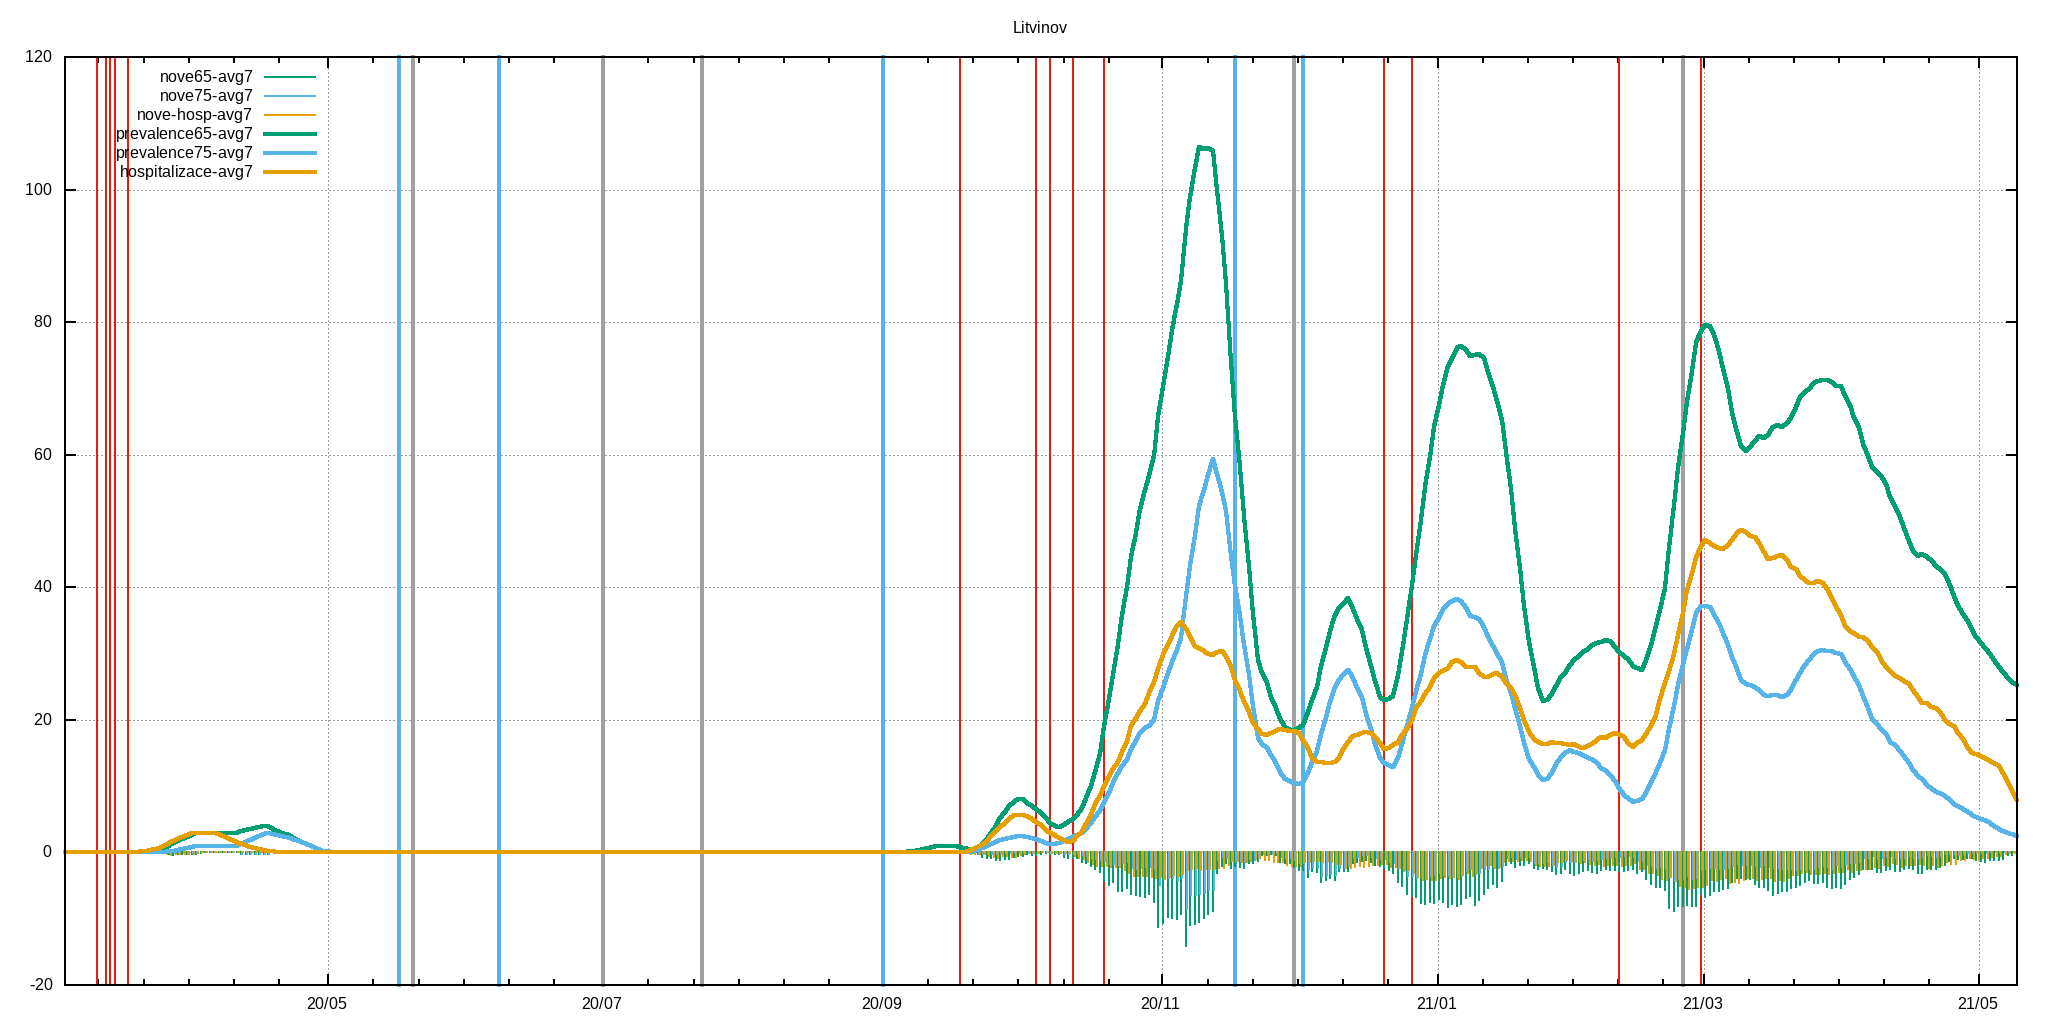 Litvinov
120
100
80
60
40
20
0
-20
nove65-avg7
nove75-avg7
nove-hosp-avg7
prevalence65-avg7
prevalence75-avg7
hospitalizace-avg7
20/05 20/07 20/09 20/11 21/01 21/03 21/05